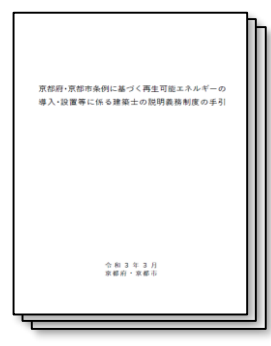 京都府・京都市条例に基づく再生可能エネルギーの
導入・設置等に係る建築士の説明義務制度の手引
令和３年３月
京都府・京都市